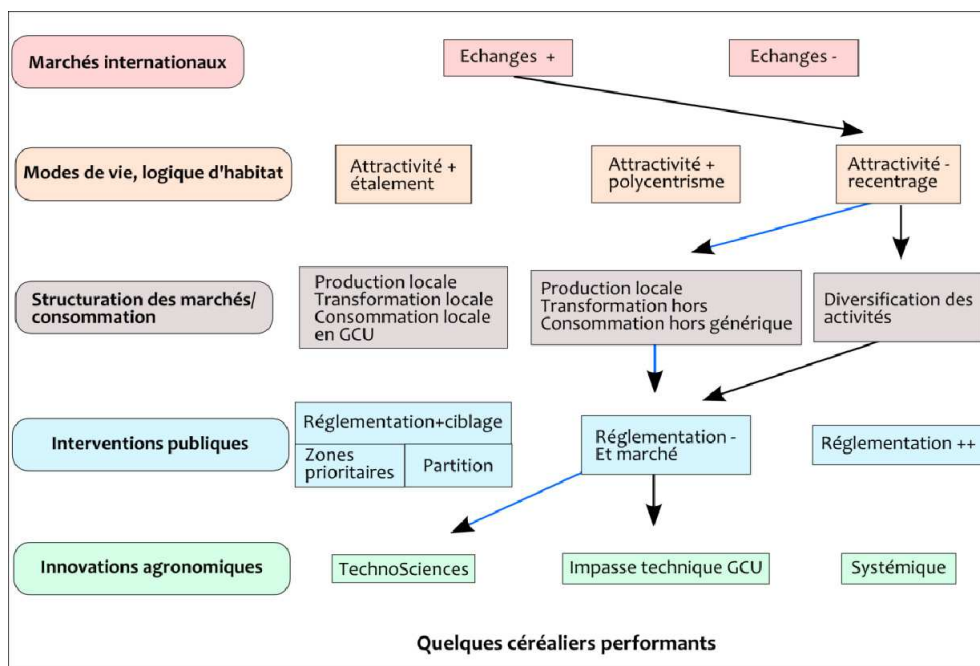 Marchés internationaux
Echanges +
Echanges -
Modes de vie, logique d'habitat
Attractivité +
étalement
Attractivité +
polycentrisme
Attractivité -
recentrage
Structuration des marchés/
consommation
Production locale
Transformation locale
Consommation locale
en GCU
Production locale
Transformation hors
Consommation hors générique
Diversification des
activités
Interventions publiques
Réglementation+ciblage
Zones
prioritaires
Partition
Réglementation -
Et marché
Réglementation ++
Innovations agronomiques
TechnoSciences
Impasse technique GCU
Systémique
Quelques céréaliers performants